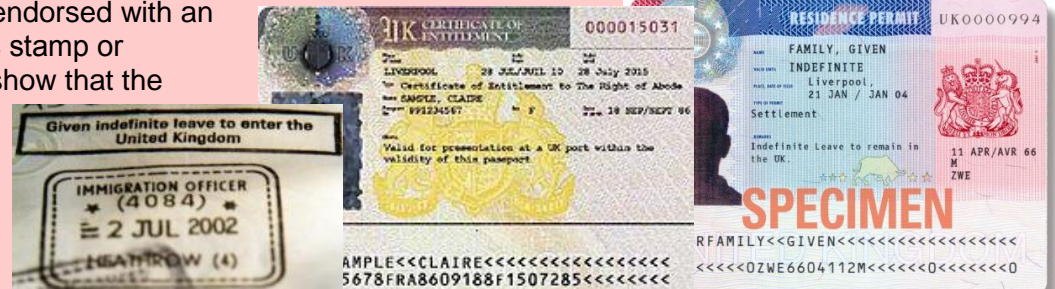 endorsed with an
stamp or
show that the
Given indefinite leave to enter the
United Kingdom
IMMIGRATION OFFICER
* (4084) *
2 JUL 2002
HEATHROW (4)
UK CERTIFICATE OF
ENTITLEMENT
000015031
LIVERPOOL 28 JUL/JUIL 10 28 July 2015
Certificate of Entitlement to The Right of Abode
SAMPLE, CLAIRE
F 18 SEP/SEPT 86
Valid for presentation at a UK port within the
validity of this passport
AMPLE<<CLAIRE<<<<<<<<<<<<<<<<<<
5678FRA8609188F1507285<<<<<<<<
RESIDENCE PERMIT UK0000994
FAMILY, GIVEN
INDEFINITE
Liverpool,
21 JAN / JAN 04
TYPE OF PERMIT
Settlement
REMARKS
Indefinite Leave to remain in
the UK.
11 APR/AVR 66
M
ZWE
SPECIMEN
RFAMILY<<GIVEN<<<<<<<<<<<<<<<<<<<
<<<<<0ZWE6604112M<<<<<<0<<<<<<<0